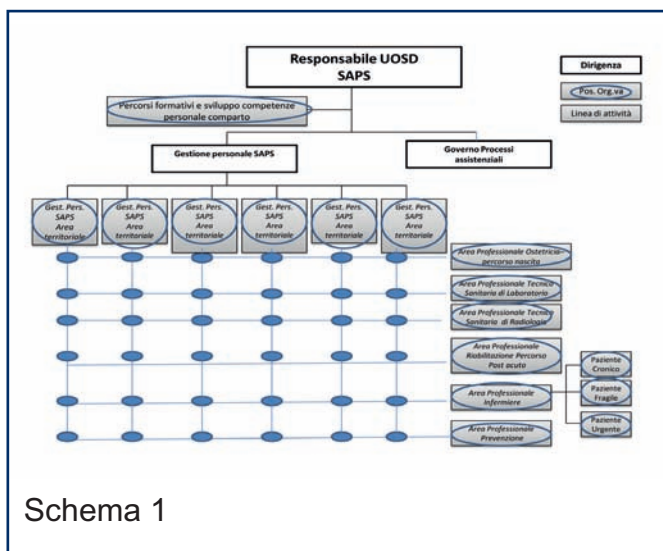 Responsabile UOSD
SAPS
Dirigenza
Pos. Org.va
Linea di attività
Percorsi formativi e sviluppo competenze
personale comparto
Gestione personale SAPS
Governo Processi
assistenziali
Gest. Pers.
SAPS
Area
territoriale
Gest. Pers.
SAPS
Area
territoriale
Gest. Pers.
SAPS
Area
territoriale
Gest. Pers.
SAPS
Area
territoriale
Gest. Pers.
SAPS
Area
territoriale
Gest. Pers.
SAPS
Area
territoriale
Area Professionale Ostetricia-
percorso nascita
Area Professionale Tecnico
Sanitaria di Laboratorio
Area Professionale Tecnico
Sanitaria di Radiologia
Area Professionale
Riabilitazione Percorso
Post acuto
Area Professionale
Infermiere
Area Professionale
Prevenzione
Paziente
Cronico
Paziente
Fragile
Paziente
Urgente
Schema 1